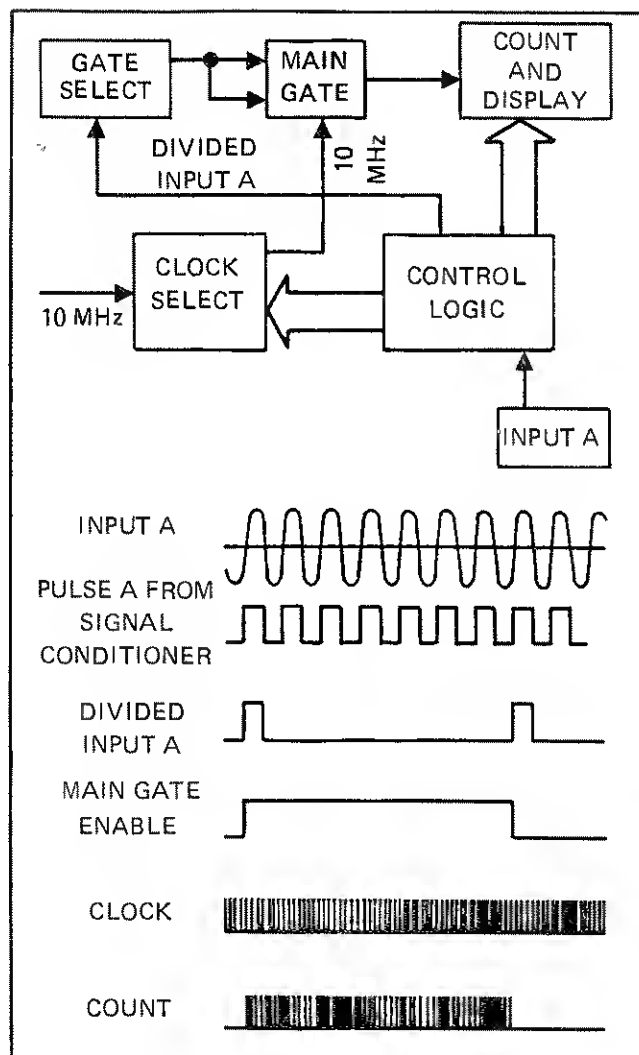 GATE
SELECT
MAIN
GATE
COUNT
AND
DISPLAY
DIVIDED
INPUT A
10
MHz
CLOCK
SELECT
10 MHz
CONTROL
LOGIC
INPUT A
INPUT A
PULSE A FROM
SIGNAL
CONDITIONER
DIVIDED
INPUT A
MAIN GATE
ENABLE
CLOCK
COUNT